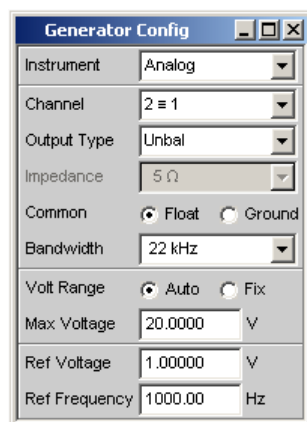 Generator Config
Instrument Analog
Channel 2 ≡ 1
Output Type Unbal
Impedance 5 Ω
Common Float Ground
Bandwidth 22 kHz
Volt Range Auto Fix
Max Voltage 20.0000 V
Ref Voltage 1.00000 V
Ref Frequency 1000.00 Hz